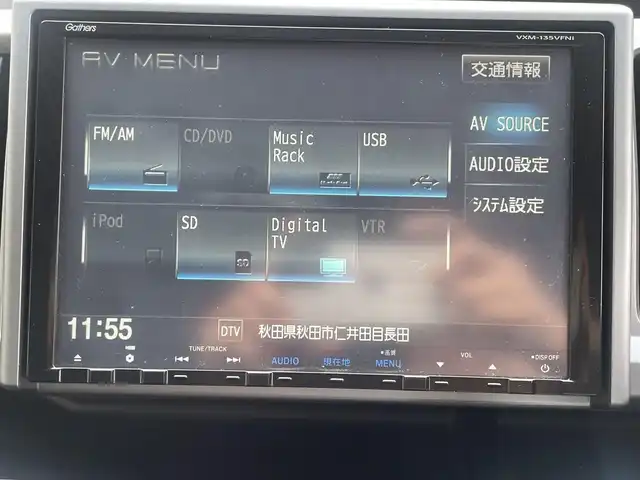 Gathers
VXM-135VFNi
AV MENU
交通情報
FM/AM
CD/DVD
Music Rack
USB
AV SOURCE
AUDIO設定
システム設定
iPod
SD
Digital TV
VTR
11:55
DTV
秋田県秋田市仁井田目長田
TUNE/TRACK
AUDIO
現在地
画質
MENU
VOL
DISP OFF